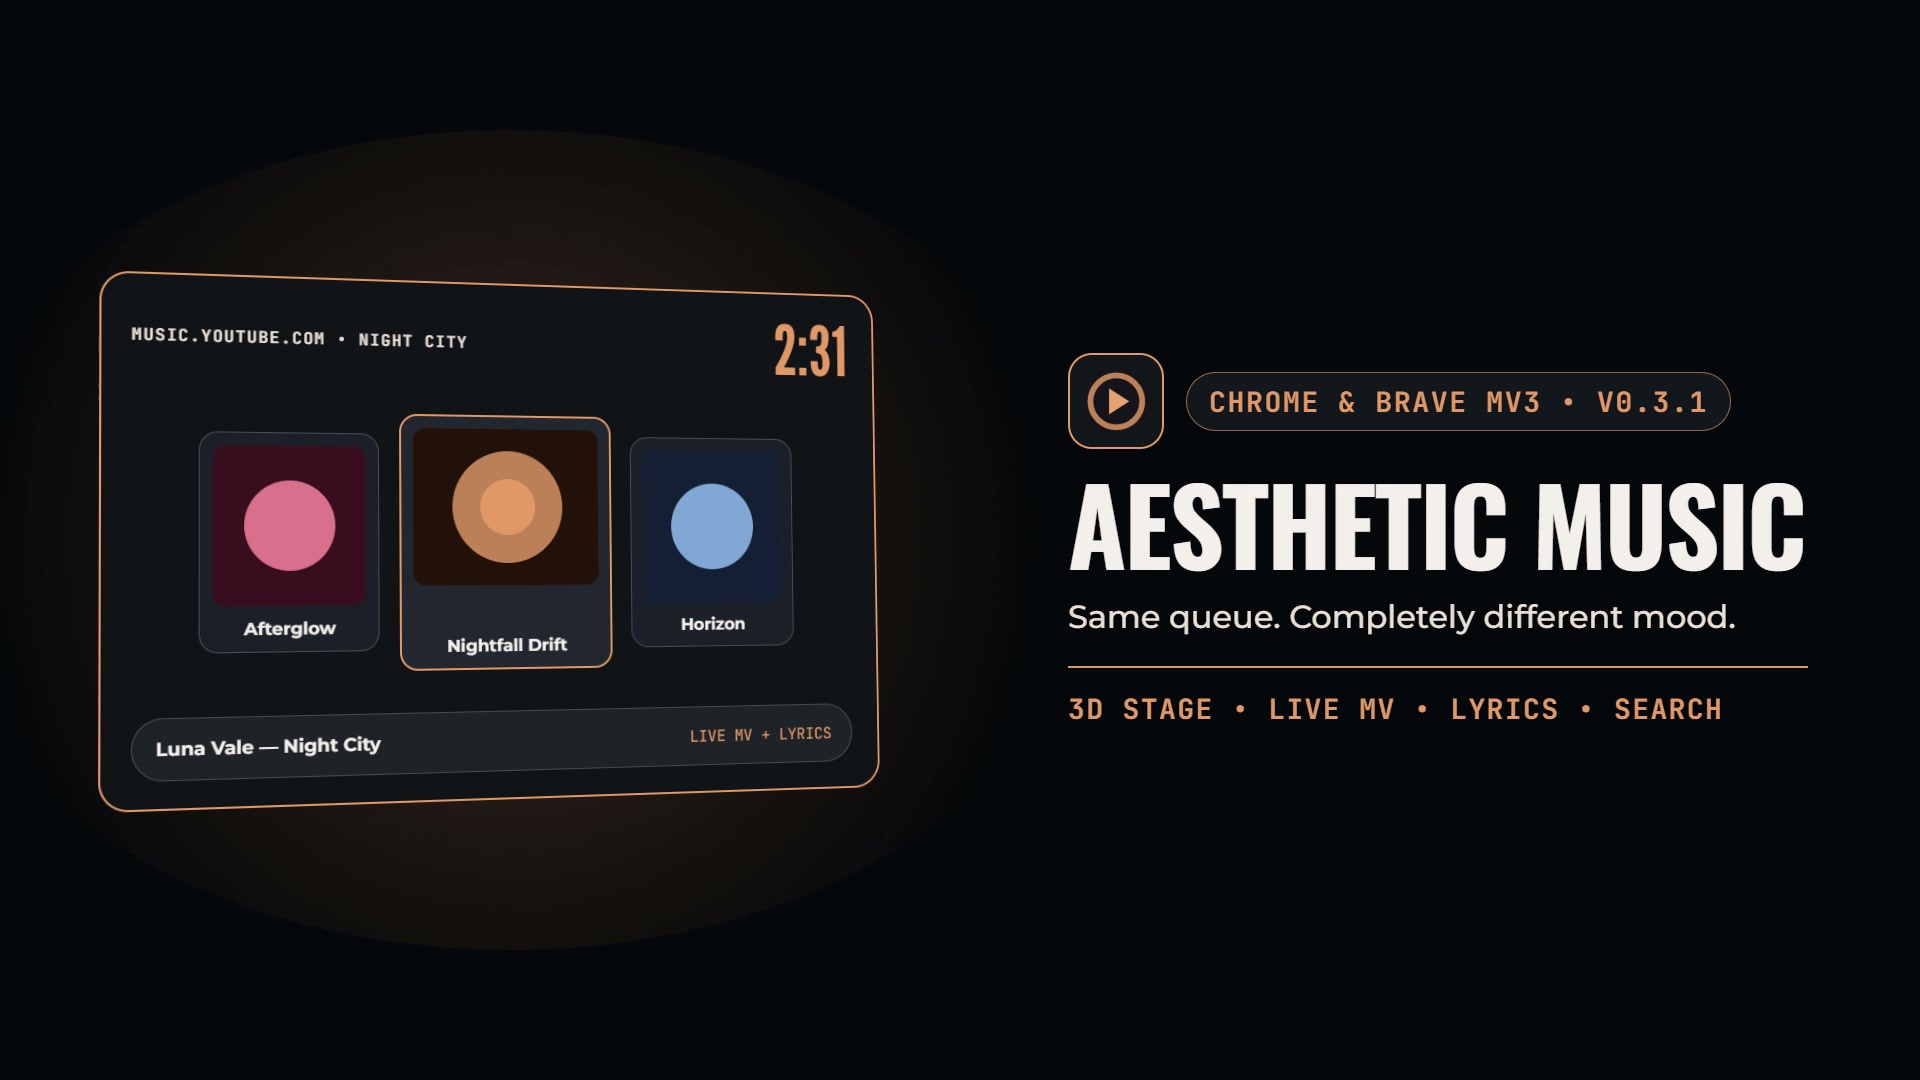 MUSIC.YOUTUBE.COM • NIGHT CITY
2:31
Afterglow
Nightfall Drift
Horizon
Luna Vale — Night City
LIVE MV + LYRICS
CHROME & BRAVE MV3 • V0.3.1
AESTHETIC MUSIC
Same queue. Completely different mood.
3D STAGE • LIVE MV • LYRICS • SEARCH